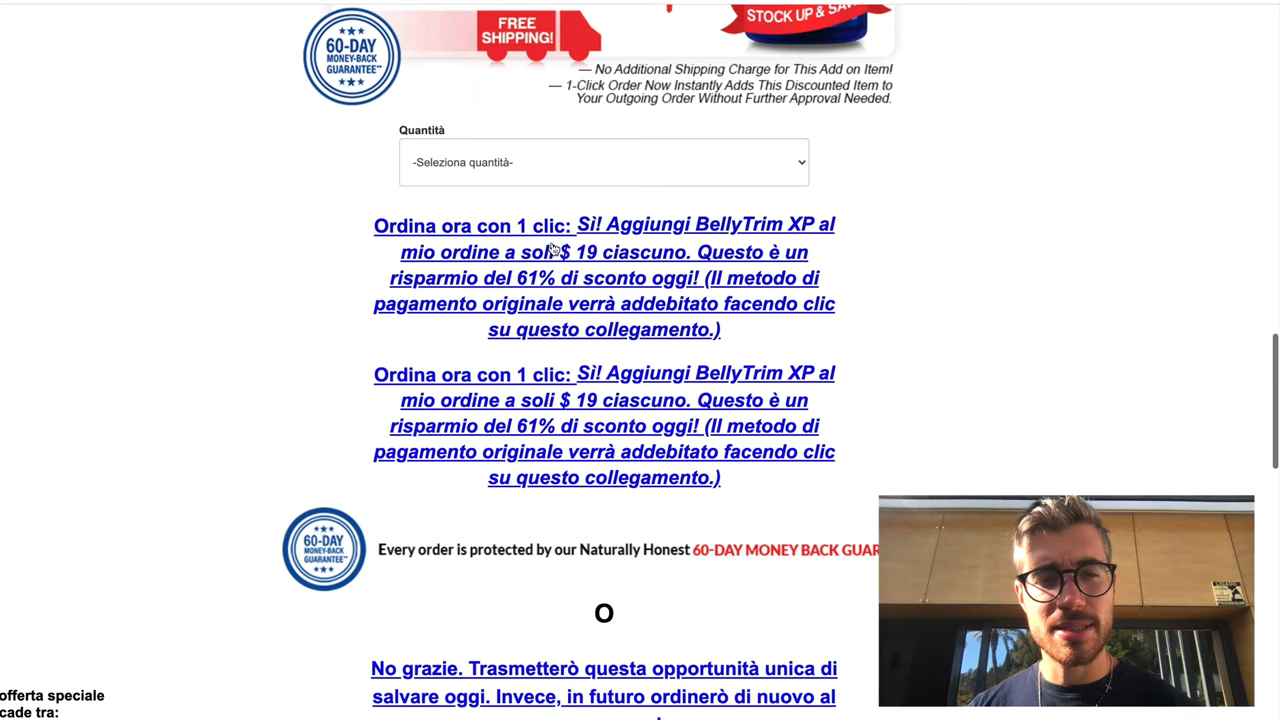 FREE
SHIPPING!
STOCK UP &
60-DAY
MONEY-BACK
GUARANTEE**
— No Additional Shipping Charge for This Add on Item!
— 1-Click Order Now Instantly Adds This Discounted Item to
Your Outgoing Order Without Further Approval Needed.
Quantità
-Seleziona quantità-
Ordina ora con 1 clic: Sì! Aggiungi BellyTrim XP al
mio ordine a soli $ 19 ciascuno. Questo è un
risparmio del 61% di sconto oggi! (Il metodo di
pagamento originale verrà addebitato facendo clic
su questo collegamento.)
Ordina ora con 1 clic: Sì! Aggiungi BellyTrim XP al
mio ordine a soli $ 19 ciascuno. Questo è un
risparmio del 61% di sconto oggi! (Il metodo di
pagamento originale verrà addebitato facendo clic
su questo collegamento.)
60-DAY
MONEY-BACK
GUARANTEE**
Every order is protected by our Naturally Honest 60-DAY MONEY BACK GUAR
O
No grazie. Trasmetterò questa opportunità unica di
salvare oggi. Invece, in futuro ordinerò di nuovo al
offerta speciale
cade tra: